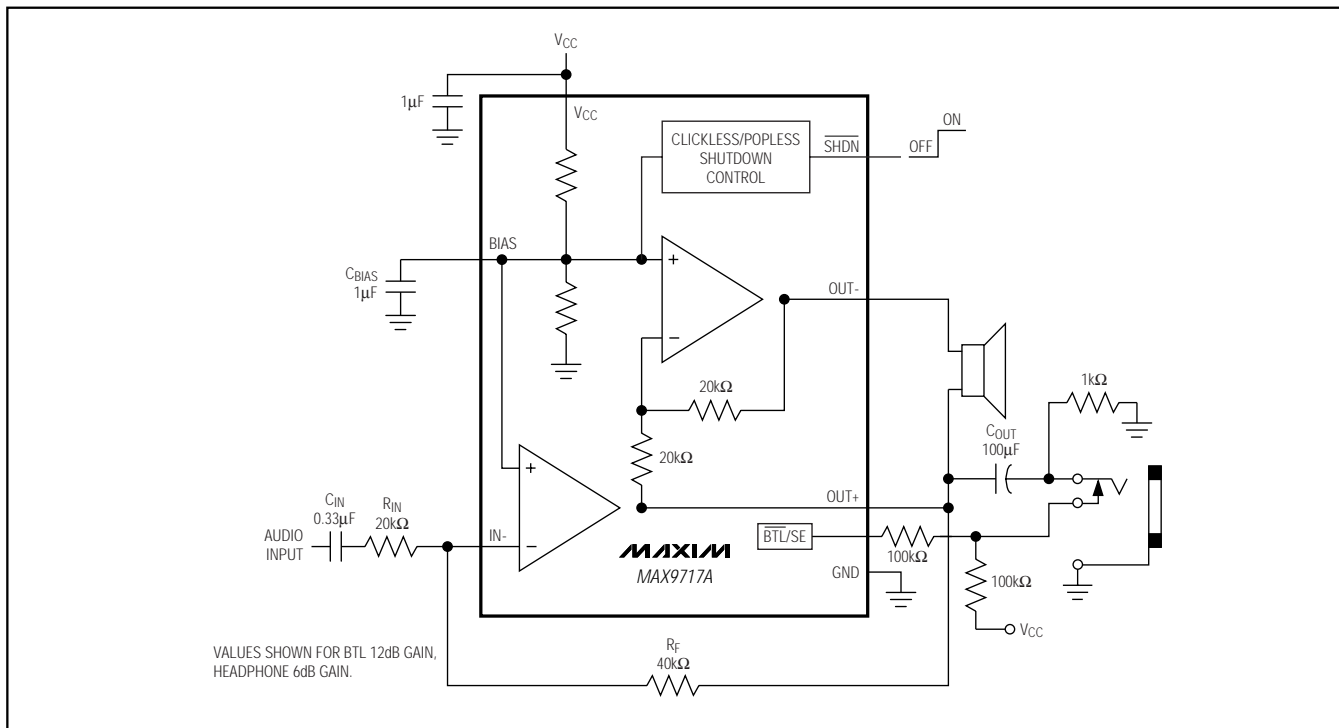 VCC
1μF
VCC
CLICKLESS/POPLESS
SHUTDOWN
CONTROL
SHDN
OFF
ON
BIAS
CBIAS
1μF
+
−
OUT-
20kΩ
20kΩ
1kΩ
COUT
100μF
+
−
OUT+
CIN
0.33μF
RIN
20kΩ
AUDIO
INPUT
IN-
MAXIM
MAX9717A
BTL/SE
100kΩ
GND
100kΩ
VCC
VALUES SHOWN FOR BTL 12dB GAIN,
HEADPHONE 6dB GAIN.
RF
40kΩ